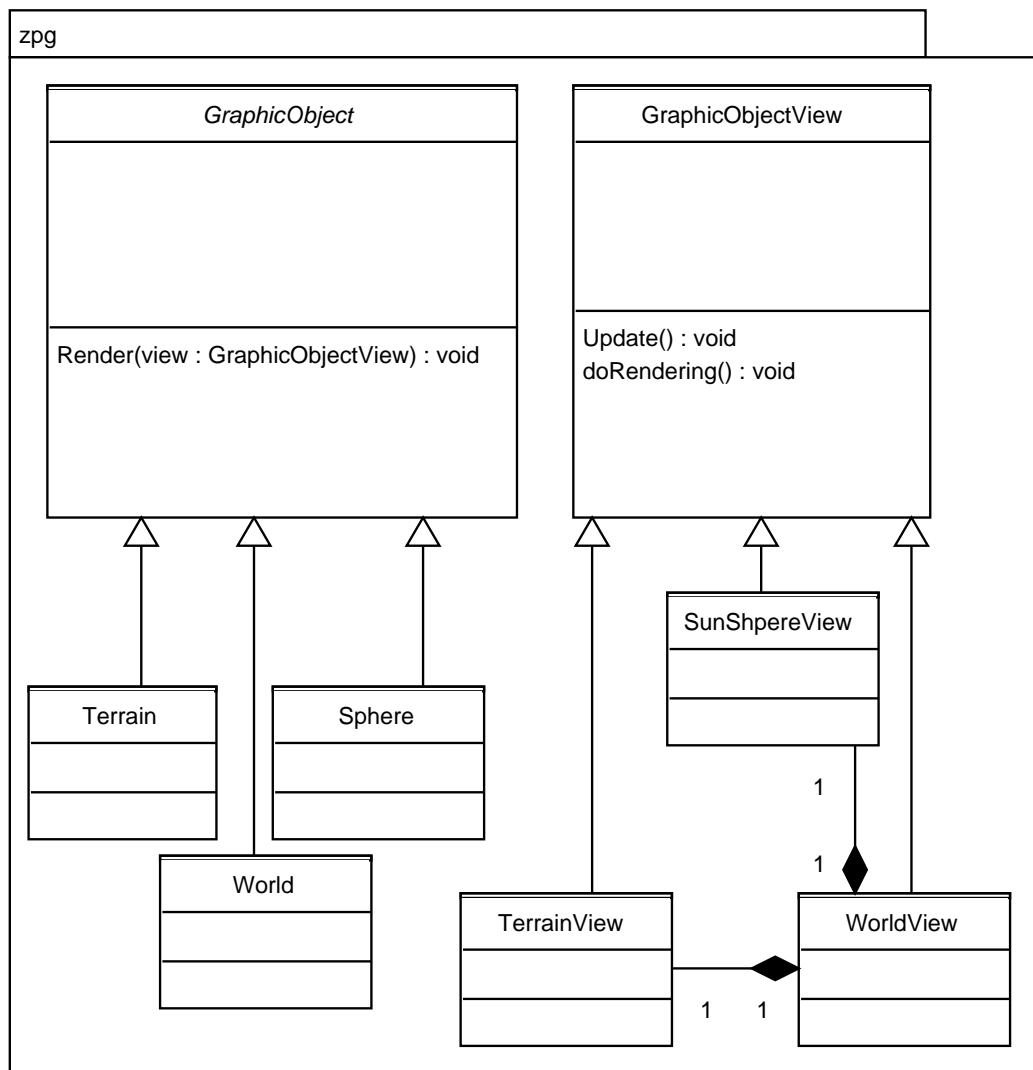 zpg
GraphicObject
GraphicObjectView
Render(view : GraphicObjectView) : void
Update() : void
doRendering() : void
SunShpereView
Terrain
Sphere
1
1
World
TerrainView
WorldView
1
1